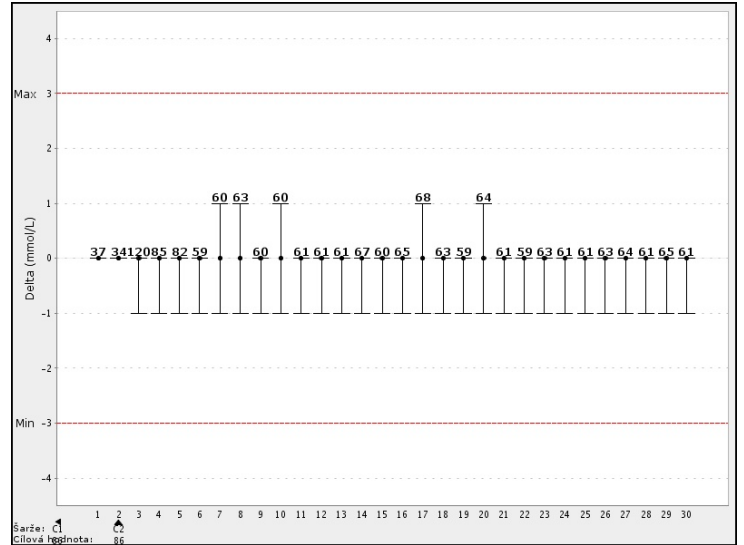 4
Max 3
2
60 63 60 68 64
1
37 34 120 85 82 59 60 61 61 61 67 60 65 63 59 61 59 63 61 61 63 64 61 65 61
0
Delta (mmol/L)
-1
-2
Min -3
-4
1 2 3 4 5 6 7 8 9 10 11 12 13 14 15 16 17 18 19 20 21 22 23 24 25 26 27 28 29 30
Šarže: C1 C2
Cílová hodnota: 86